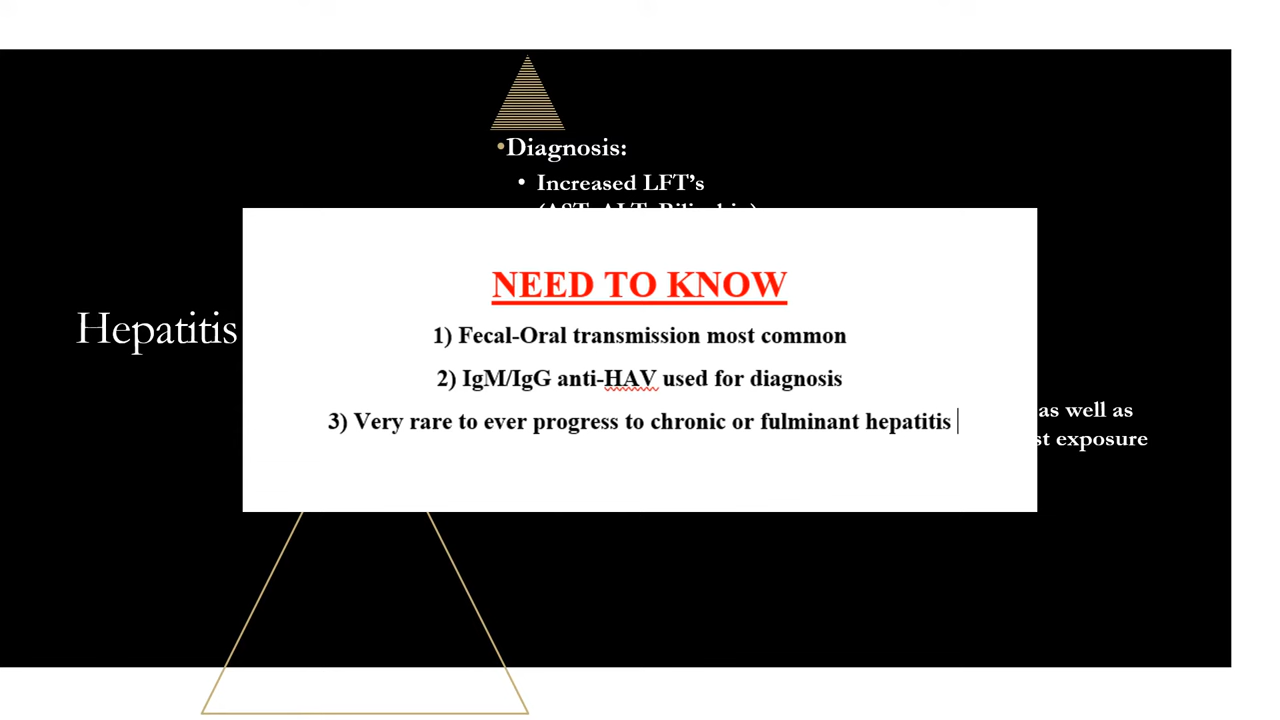 •Diagnosis:
• Increased LFT's
NEED TO KNOW
Hepatitis
1) Fecal-Oral transmission most common
2) IgM/IgG anti-HAV used for diagnosis
3) Very rare to ever progress to chronic or fulminant hepatitis
as well as
exposure